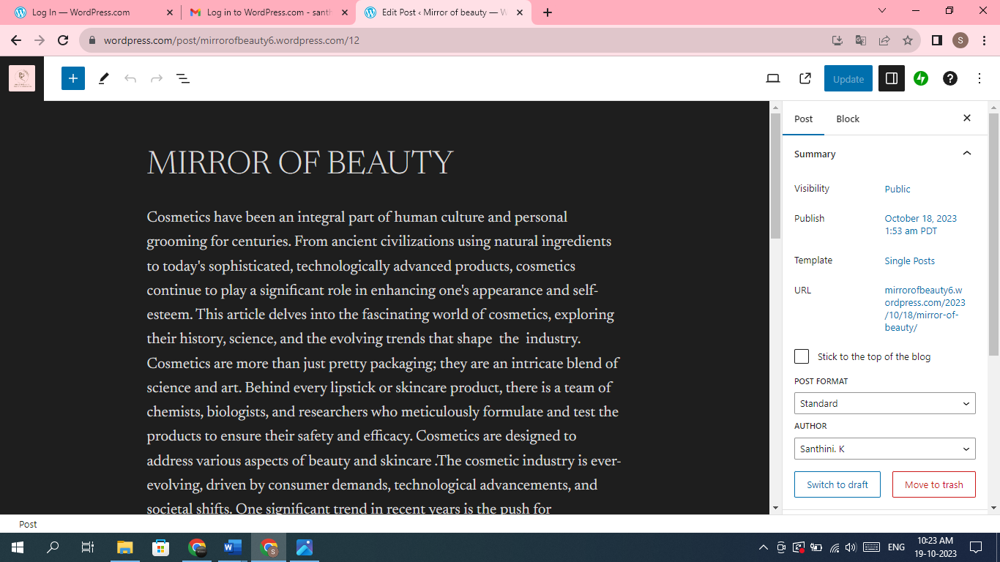 Log In — WordPress.com
Log in to WordPress.com - santh
Edit Post ‹ Mirror of beauty — W
wordpress.com/post/mirrorofbeauty6.wordpress.com/12
S
Update
Post
Block
MIRROR OF BEAUTY
Cosmetics have been an integral part of human culture and personal
grooming for centuries. From ancient civilizations using natural ingredients
to today's sophisticated, technologically advanced products, cosmetics
continue to play a significant role in enhancing one's appearance and self-
esteem. This article delves into the fascinating world of cosmetics, exploring
their history, science, and the evolving trends that shape  the  industry.
Cosmetics are more than just pretty packaging; they are an intricate blend of
science and art. Behind every lipstick or skincare product, there is a team of
chemists, biologists, and researchers who meticulously formulate and test the
products to ensure their safety and efficacy. Cosmetics are designed to
address various aspects of beauty and skincare .The cosmetic industry is ever-
evolving, driven by consumer demands, technological advancements, and
societal shifts. One significant trend in recent years is the push for
Summary
Visibility
Public
Publish
October 18, 2023
1:53 am PDT
Template
Single Posts
URL
mirrorofbeauty6.w
ordpress.com/2023
/10/18/mirror-of-
beauty/
Stick to the top of the blog
POST FORMAT
Standard
AUTHOR
Santhini. K
Switch to draft
Move to trash
Post
ENG
10:23 AM
19-10-2023